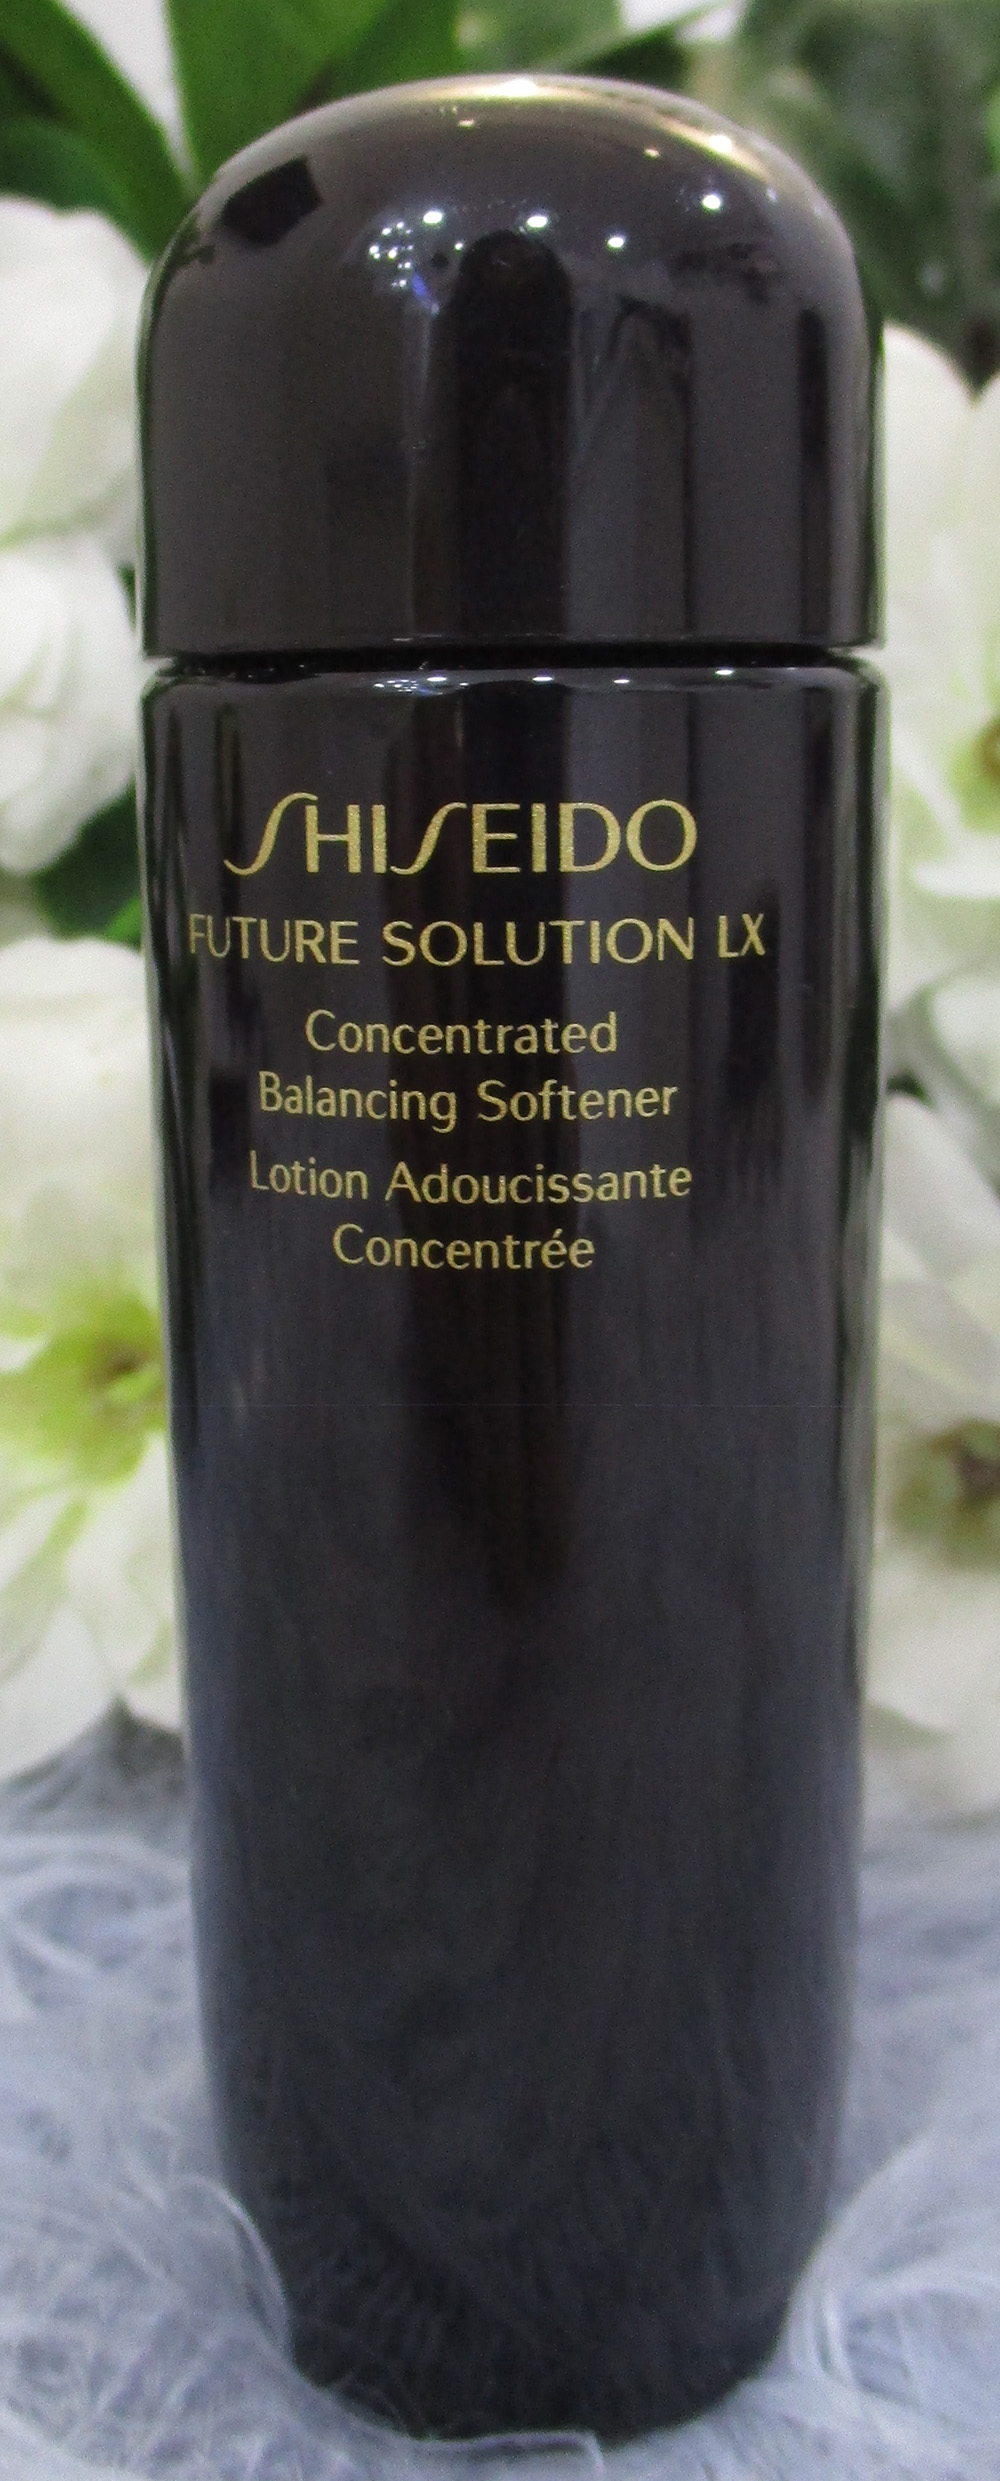 SHISEIDO
FUTURE SOLUTION LX
Concentrated
Balancing Softener
Lotion Adoucissante
Concentrée